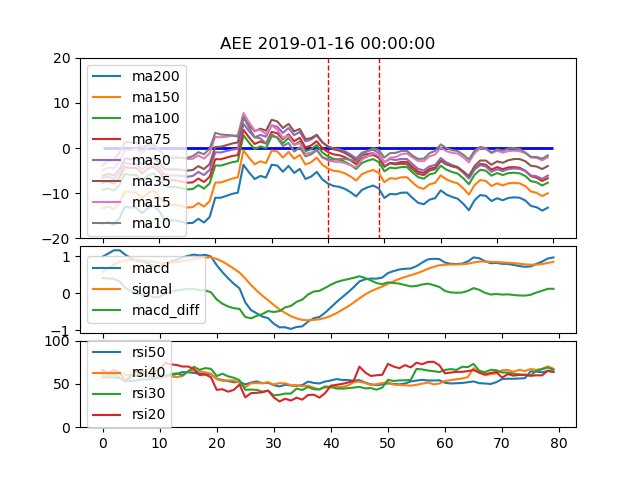 AEE 2019-01-16 00:00:00
20
10
0
−10
−20
ma200
ma150
ma100
ma75
ma50
ma35
ma15
ma10
1
0
−1
macd
signal
macd_diff
100
50
0
rsi50
rsi40
rsi30
rsi20
0 10 20 30 40 50 60 70 80